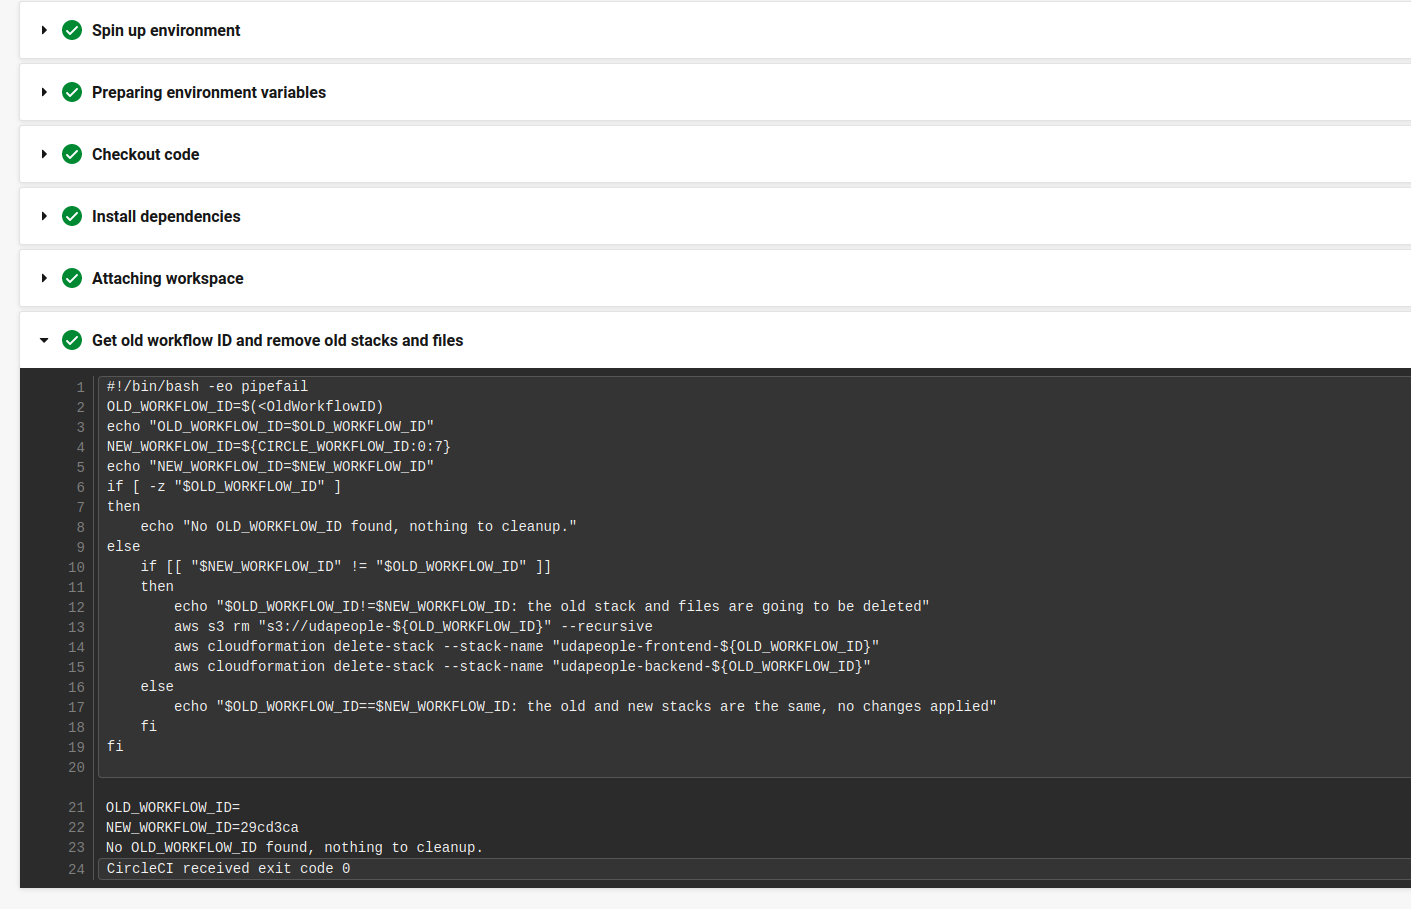 Spin up environment
Preparing environment variables
Checkout code
Install dependencies
Attaching workspace
Get old workflow ID and remove old stacks and files
1 #!/bin/bash -eo pipefail
2 OLD_WORKFLOW_ID=$(<OldWorkflowID)
3 echo "OLD_WORKFLOW_ID=$OLD_WORKFLOW_ID"
4 NEW_WORKFLOW_ID=${CIRCLE_WORKFLOW_ID:0:7}
5 echo "NEW_WORKFLOW_ID=$NEW_WORKFLOW_ID"
6 if [ -z "$OLD_WORKFLOW_ID" ]
7 then
8     echo "No OLD_WORKFLOW_ID found, nothing to cleanup."
9 else
10     if [[ "$NEW_WORKFLOW_ID" != "$OLD_WORKFLOW_ID" ]]
11     then
12         echo "$OLD_WORKFLOW_ID!=$NEW_WORKFLOW_ID: the old stack and files are going to be deleted"
13         aws s3 rm "s3://udapeople-${OLD_WORKFLOW_ID}" --recursive
14         aws cloudformation delete-stack --stack-name "udapeople-frontend-${OLD_WORKFLOW_ID}"
15         aws cloudformation delete-stack --stack-name "udapeople-backend-${OLD_WORKFLOW_ID}"
16     else
17         echo "$OLD_WORKFLOW_ID==$NEW_WORKFLOW_ID: the old and new stacks are the same, no changes applied"
18     fi
19 fi
20
21 OLD_WORKFLOW_ID=
22 NEW_WORKFLOW_ID=29cd3ca
23 No OLD_WORKFLOW_ID found, nothing to cleanup.
24 CircleCI received exit code 0